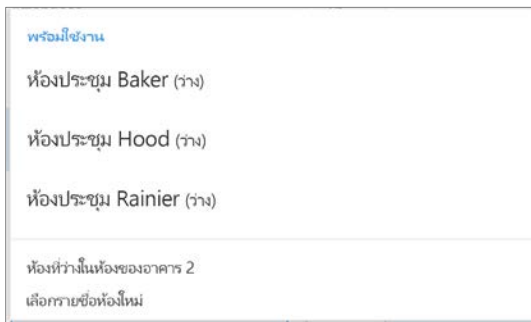 พร้อมใช้งาน
ห้องประชุม Baker (ว่าง)
ห้องประชุม Hood (ว่าง)
ห้องประชุม Rainier (ว่าง)
ห้องที่ว่างในห้องของอาคาร 2
เลือกรายชื่อห้องใหม่